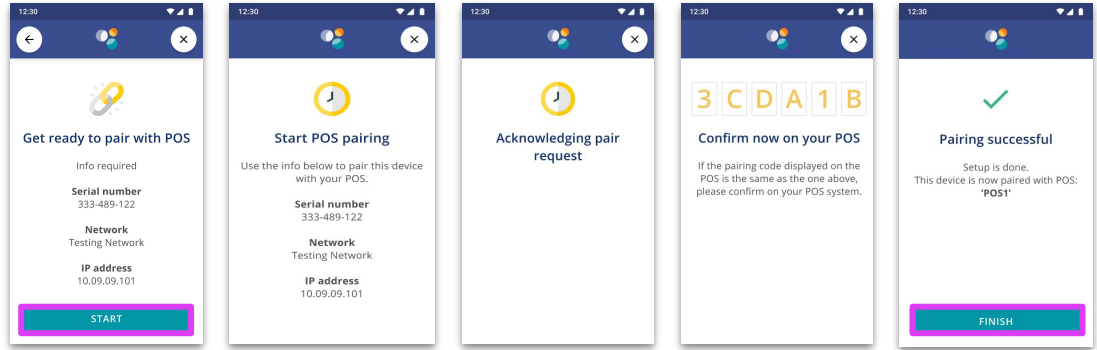 12:30
Get ready to pair with POS
Info required
Serial number
333-489-122
Network
Testing Network
IP address
10.09.09.101
START
12:30
Start POS pairing
Use the info below to pair this device
with your POS.
Serial number
333-489-122
Network
Testing Network
IP address
10.09.09.101
12:30
Acknowledging pair
request
12:30
3 C D A 1 B
Confirm now on your POS
If the pairing code displayed on the
POS is the same as the one above,
please confirm on your POS system.
12:30
Pairing successful
Setup is done.
This device is now paired with POS:
‘POS1’
FINISH